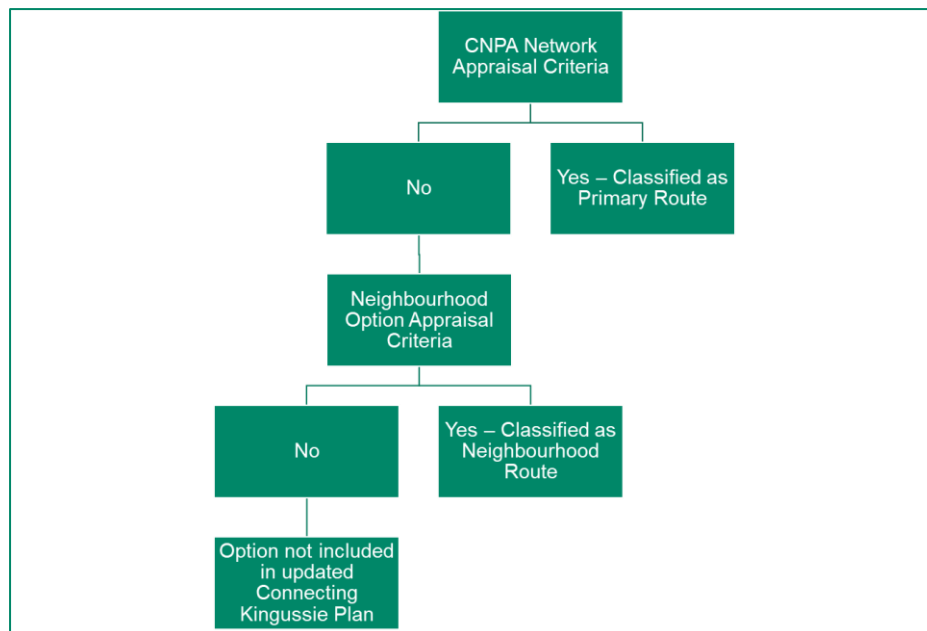 CNPA Network
Appraisal Criteria
No
Yes – Classified as
Primary Route
Neighbourhood
Option Appraisal
Criteria
No
Yes – Classified as
Neighbourhood
Route
Option not included
in updated
Connecting
Kingussie Plan